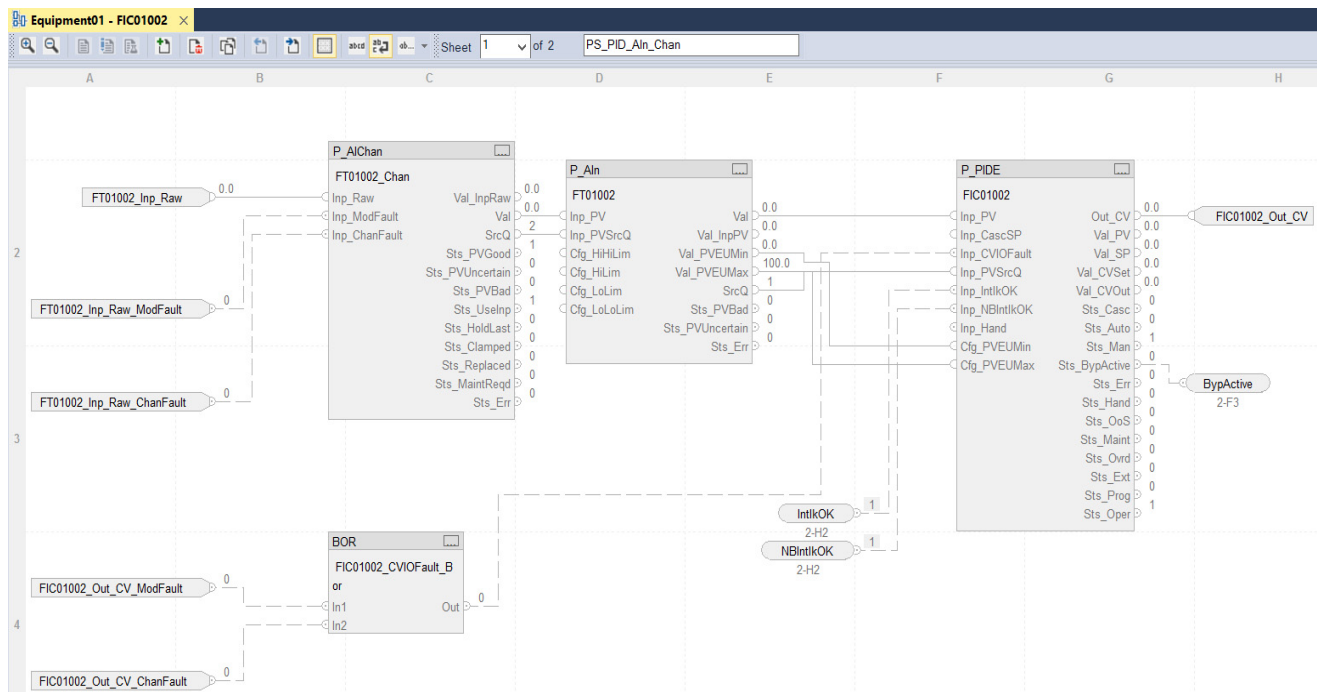 Equipment01 - FIC01002 ×
abcd ab c ob... Sheet 1 of 2 PS_PID_AIn_Chan
A B C D E F G H
2
3
4
FT01002_Inp_Raw 0.0
FT01002_Inp_Raw_ModFault 0
FT01002_Inp_Raw_ChanFault 0
P_AIChan
FT01002_Chan
Inp_Raw Val_InpRaw 0.0
Inp_ModFault Val 0.0
Inp_ChanFault SrcQ 2
Sts_PVGood 1
Sts_PVUncertain 0
Sts_PVBad 0
Sts_UseInp 1
Sts_HoldLast 0
Sts_Clamped 0
Sts_Replaced 0
Sts_MaintReqd 0
Sts_Err 0
P_AIn
FT01002
Inp_PV Val 0.0
Inp_PVSrcQ Val_InpPV 0.0
Cfg_HiHiLim Val_PVEUMin 0.0
Cfg_HiLim Val_PVEUMax 100.0
Cfg_LoLim SrcQ 1
Cfg_LoLoLim Sts_PVBad 0
Sts_PVUncertain 0
Sts_Err 0
P_PIDE
FIC01002
Inp_PV Out_CV 0.0
Inp_CascSP Val_PV 0.0
Inp_CVIOFault Val_SP 0.0
Inp_PVSrcQ Val_CVSet 0.0
Inp_IntlkOK Val_CVOut 0.0
Inp_NBIntlkOK Sts_Casc 0
Inp_Hand Sts_Auto 0
Cfg_PVEUMin Sts_Man 1
Cfg_PVEUMax Sts_BypActive 0
Sts_Err 0
Sts_Hand 0
Sts_OoS 0
Sts_Maint 0
Sts_Ovrd 0
Sts_Ext 0
Sts_Prog 0
Sts_Oper 1
FIC01002_Out_CV
BypActive
2-F3
IntlkOK 1
2-H2
NBIntlkOK 1
2-H2
BOR
FIC01002_CVIOFault_B
or
In1 Out 0
In2
FIC01002_Out_CV_ModFault 0
FIC01002_Out_CV_ChanFault 0